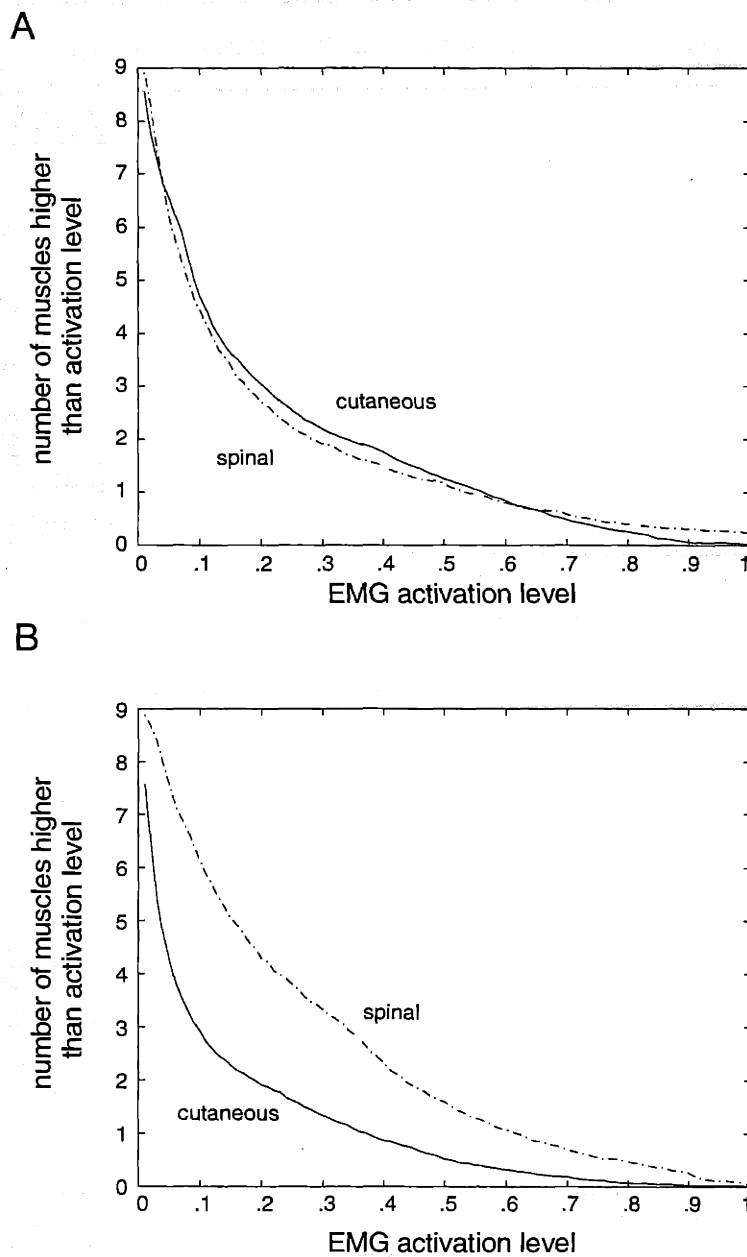 A
9
8
7
6
5
4
3
2
1
0
number of muscles higher
than activation level
cutaneous
spinal
0 .1 .2 .3 .4 .5 .6 .7 .8 .9 1
EMG activation level
B
9
8
7
6
5
4
3
2
1
0
number of muscles higher
than activation level
spinal
cutaneous
0 .1 .2 .3 .4 .5 .6 .7 .8 .9 1
EMG activation level